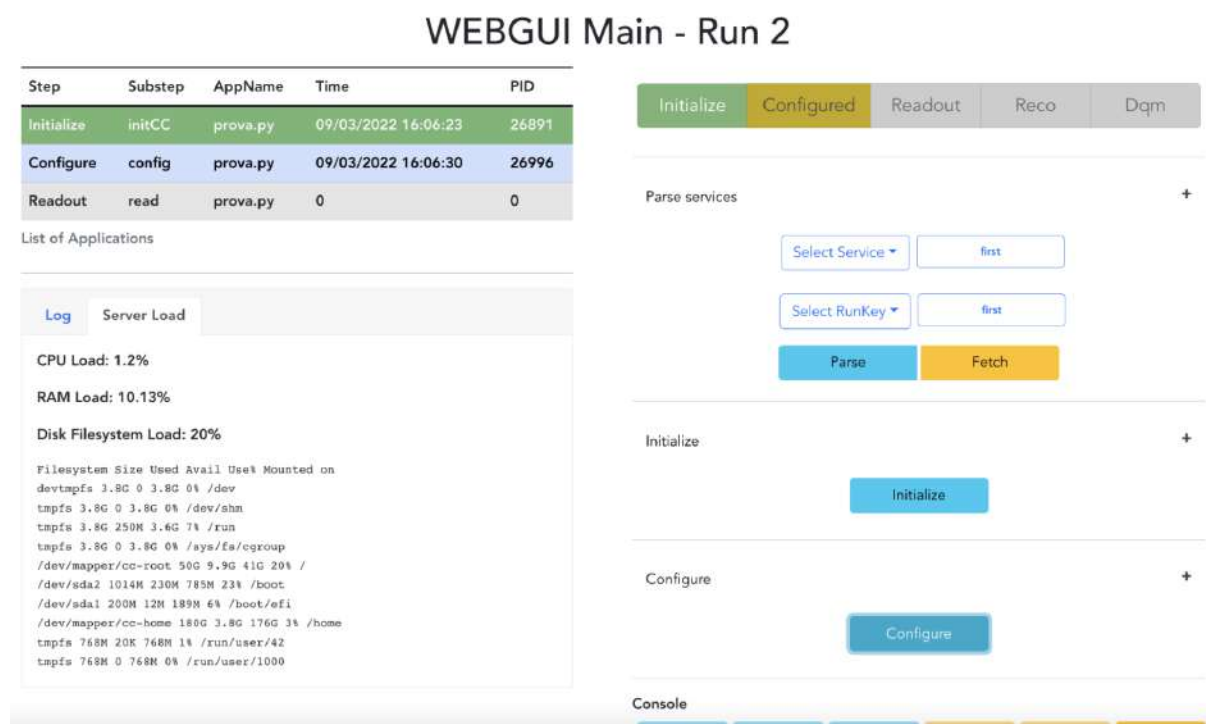 WEBGUI Main - Run 2
Step Substep AppName Time PID
Initialize initCC prova.py 09/03/2022 16:06:23 26891
Configure config prova.py 09/03/2022 16:06:30 26996
Readout read prova.py 0 0
List of Applications
Log Server Load
CPU Load: 1.2%
RAM Load: 10.13%
Disk Filesystem Load: 20%
Filesystem Size Used Avail Use% Mounted on
devtmpfs 3.8G 0 3.8G 0% /dev
tmpfs 3.8G 0 3.8G 0% /dev/shm
tmpfs 3.8G 250M 3.6G 7% /run
tmpfs 3.8G 0 3.8G 0% /sys/fs/cgroup
/dev/mapper/cc-root 50G 9.9G 41G 20% /
/dev/sda2 1014M 230M 785M 23% /boot
/dev/sda1 200M 12M 189M 6% /boot/efi
/dev/mapper/cc-home 180G 3.8G 176G 3% /home
tmpfs 768M 20K 768M 1% /run/user/42
tmpfs 768M 0 768M 0% /run/user/1000
Initialize Configured Readout Reco Dqm
Parse services +
Select Service first
Select RunKey first
Parse Fetch
Initialize +
Initialize
Configure +
Configure
Console